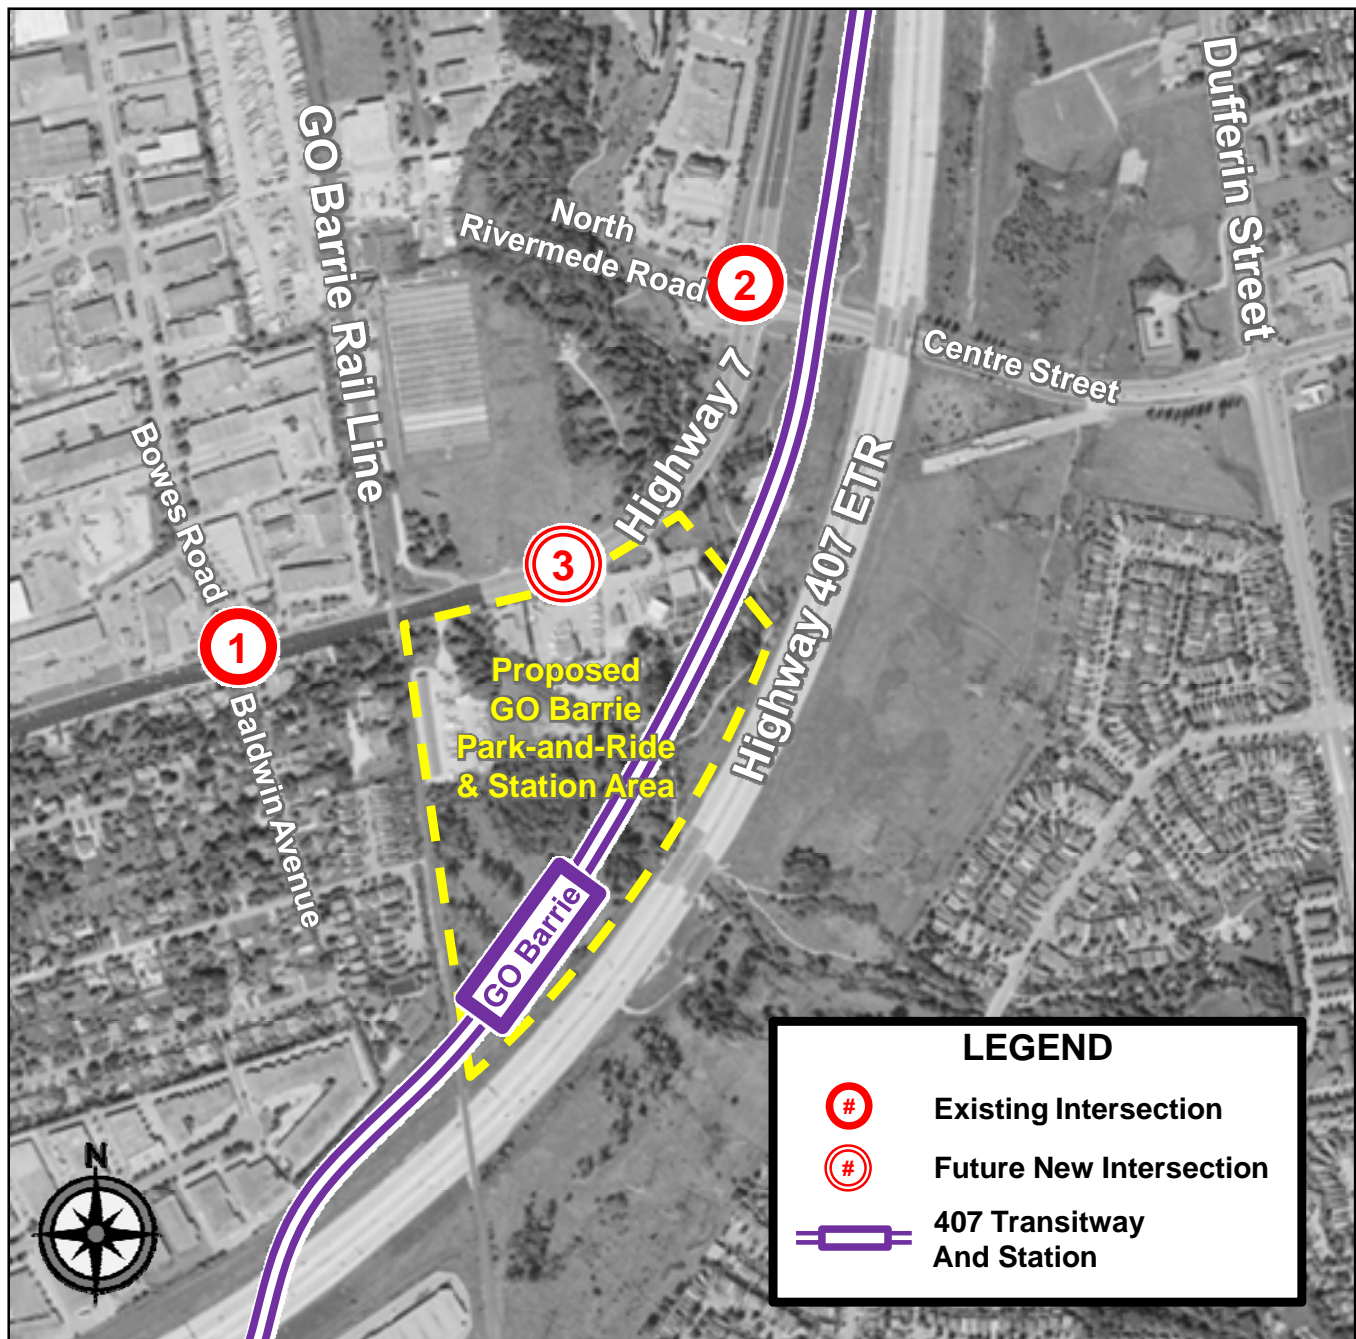 GO Barrie Rail Line
Dufferin Street
North
Rivermede Road
2
Centre Street
Highway 7
Bowes Road
Highway 407 ETR
3
1
Baldwin Avenue
Proposed
GO Barrie
Park-and-Ride
& Station Area
GO Barrie
N
LEGEND
# Existing Intersection
# Future New Intersection
407 Transitway
And Station